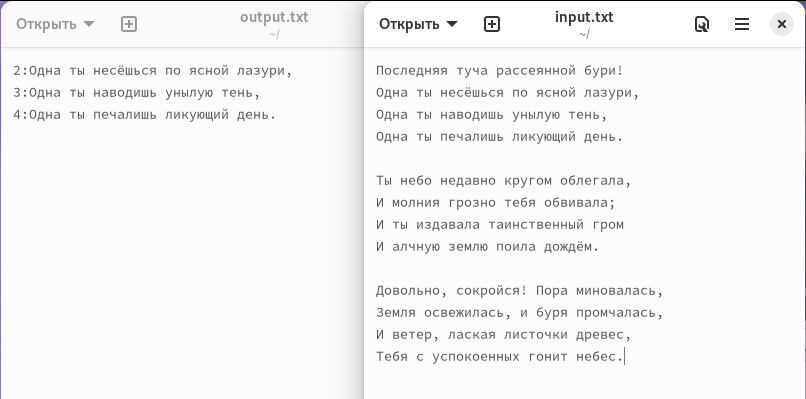 Открыть
output.txt
~/
2:Одна ты несёшься по ясной лазури,
3:Одна ты наводишь унылую тень,
4:Одна ты печалишь ликующий день.
Открыть
input.txt
~/
Последняя туча рассеянной бури!
Одна ты несёшься по ясной лазури,
Одна ты наводишь унылую тень,
Одна ты печалишь ликующий день.

Ты небо недавно кругом облегала,
И молния грозно тебя обвивала;
И ты издавала таинственный гром
И алчную землю поила дождём.

Довольно, сокройся! Пора миновалась,
Земля освежилась, и буря промчалась,
И ветер, лаская листочки древес,
Тебя с успокоенных гонит небес.